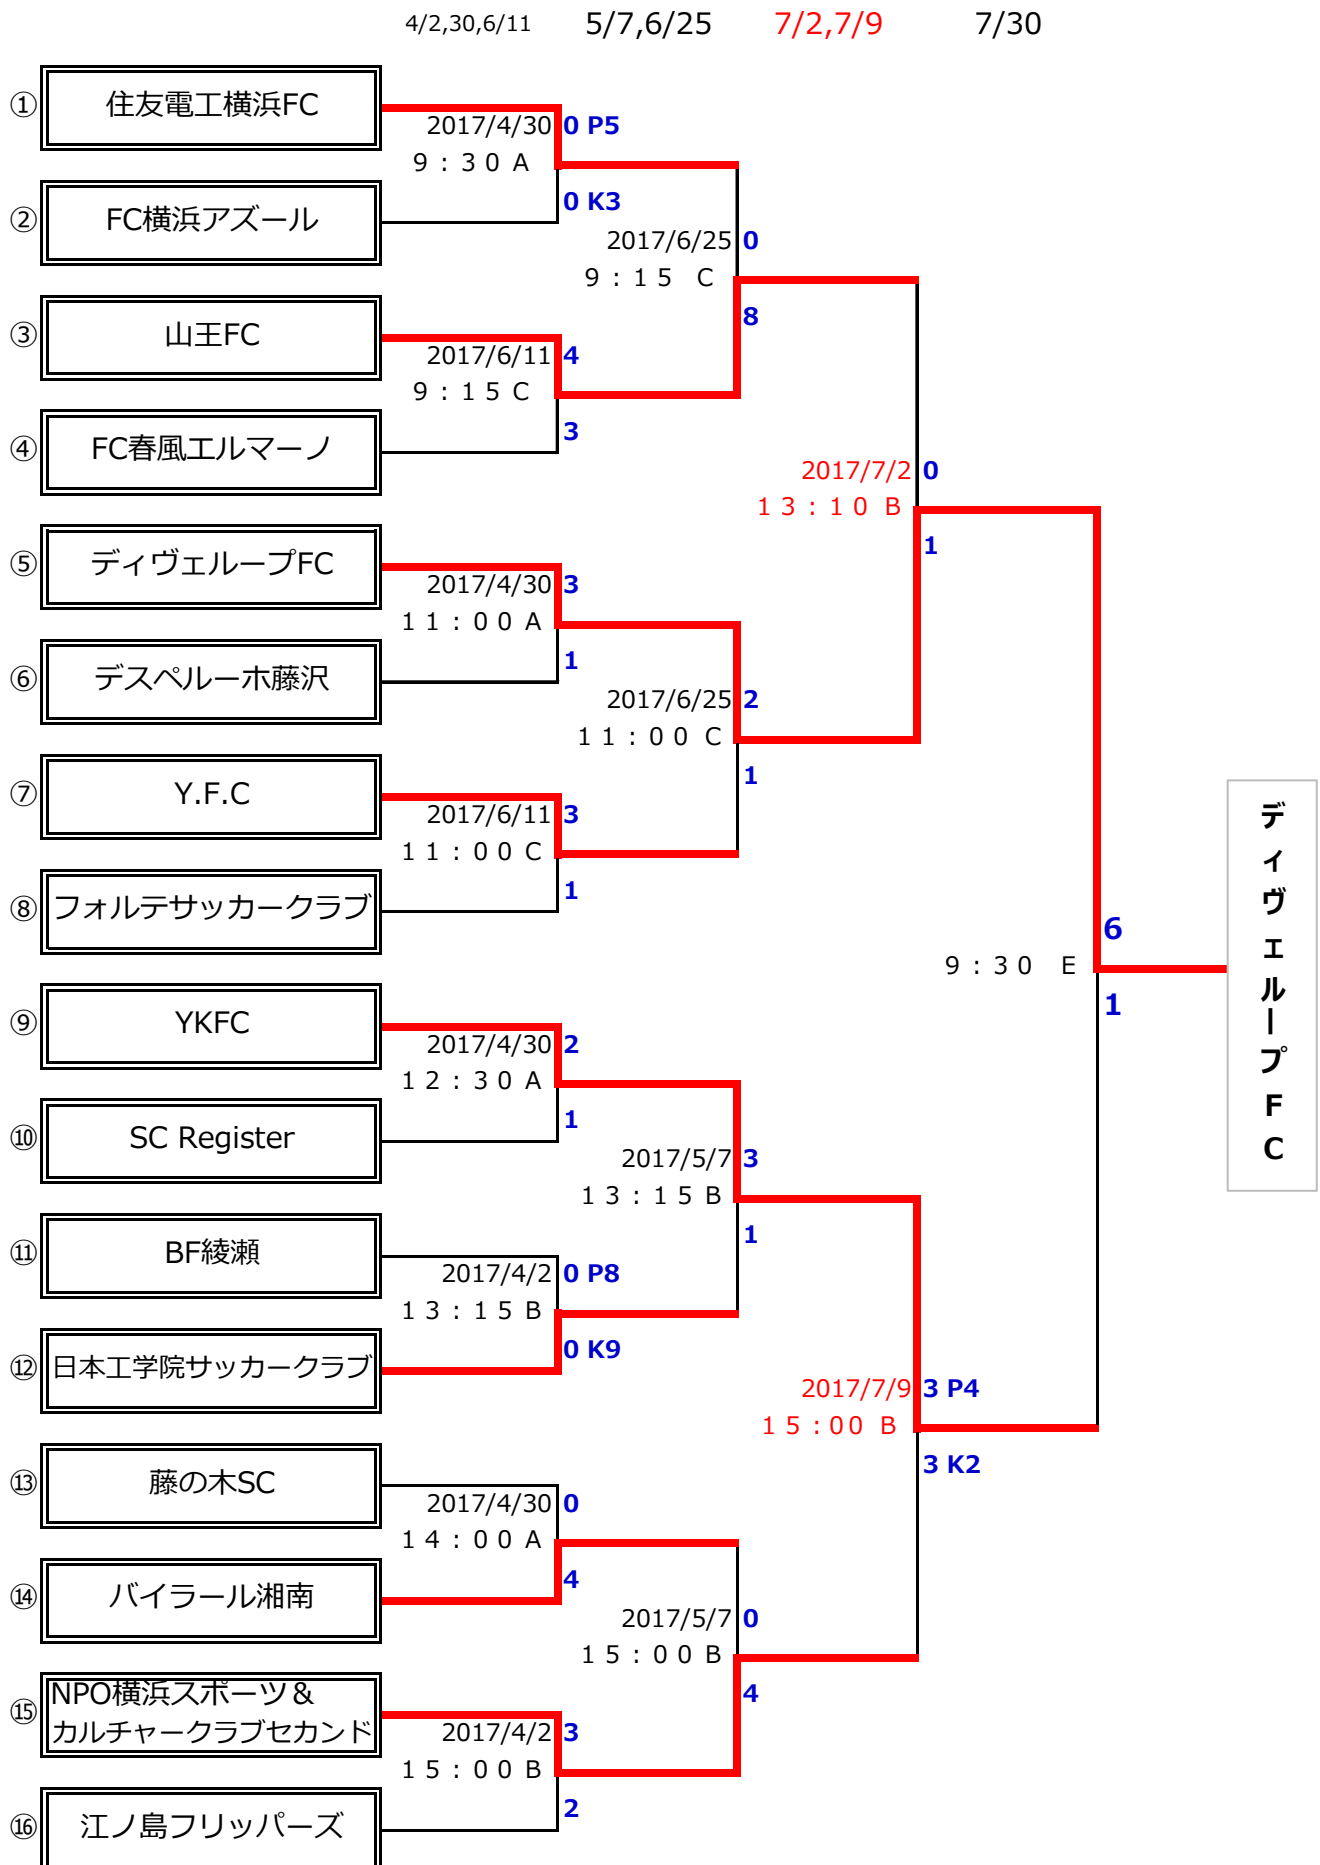 4/2,30,6/11 5/7,6/25 7/2,7/9 7/30
① 住友電工横浜FC
2017/4/30 0 P5
9:30 A
② FC横浜アズール
0 K3
2017/6/25 0
9:15 C
③ 山王FC
8
2017/6/11 4
9:15 C
④ FC春風エルマーノ
3
2017/7/2 0
13:10 B
⑤ ディヴェループFC
1
2017/4/30 3
11:00 A
⑥ デスペルーホ藤沢
1
2017/6/25 2
11:00 C
⑦ Y.F.C
1
2017/6/11 3
11:00 C
⑧ フォルテサッカークラブ
1
6
9:30 E
1
ディヴェループFC
⑨ YKFC
2017/4/30 2
12:30 A
⑩ SC Register
1
2017/5/7 3
13:15 B
⑪ BF綾瀬
1
2017/4/2 0 P8
13:15 B
⑫ 日本工学院サッカークラブ
0 K9
2017/7/9 3 P4
15:00 B
⑬ 藤の木SC
3 K2
2017/4/30 0
14:00 A
⑭ バイラール湘南
4
2017/5/7 0
15:00 B
⑮ NPO横浜スポーツ&
カルチャークラブセカンド
4
2017/4/2 3
15:00 B
⑯ 江ノ島フリッパーズ
2